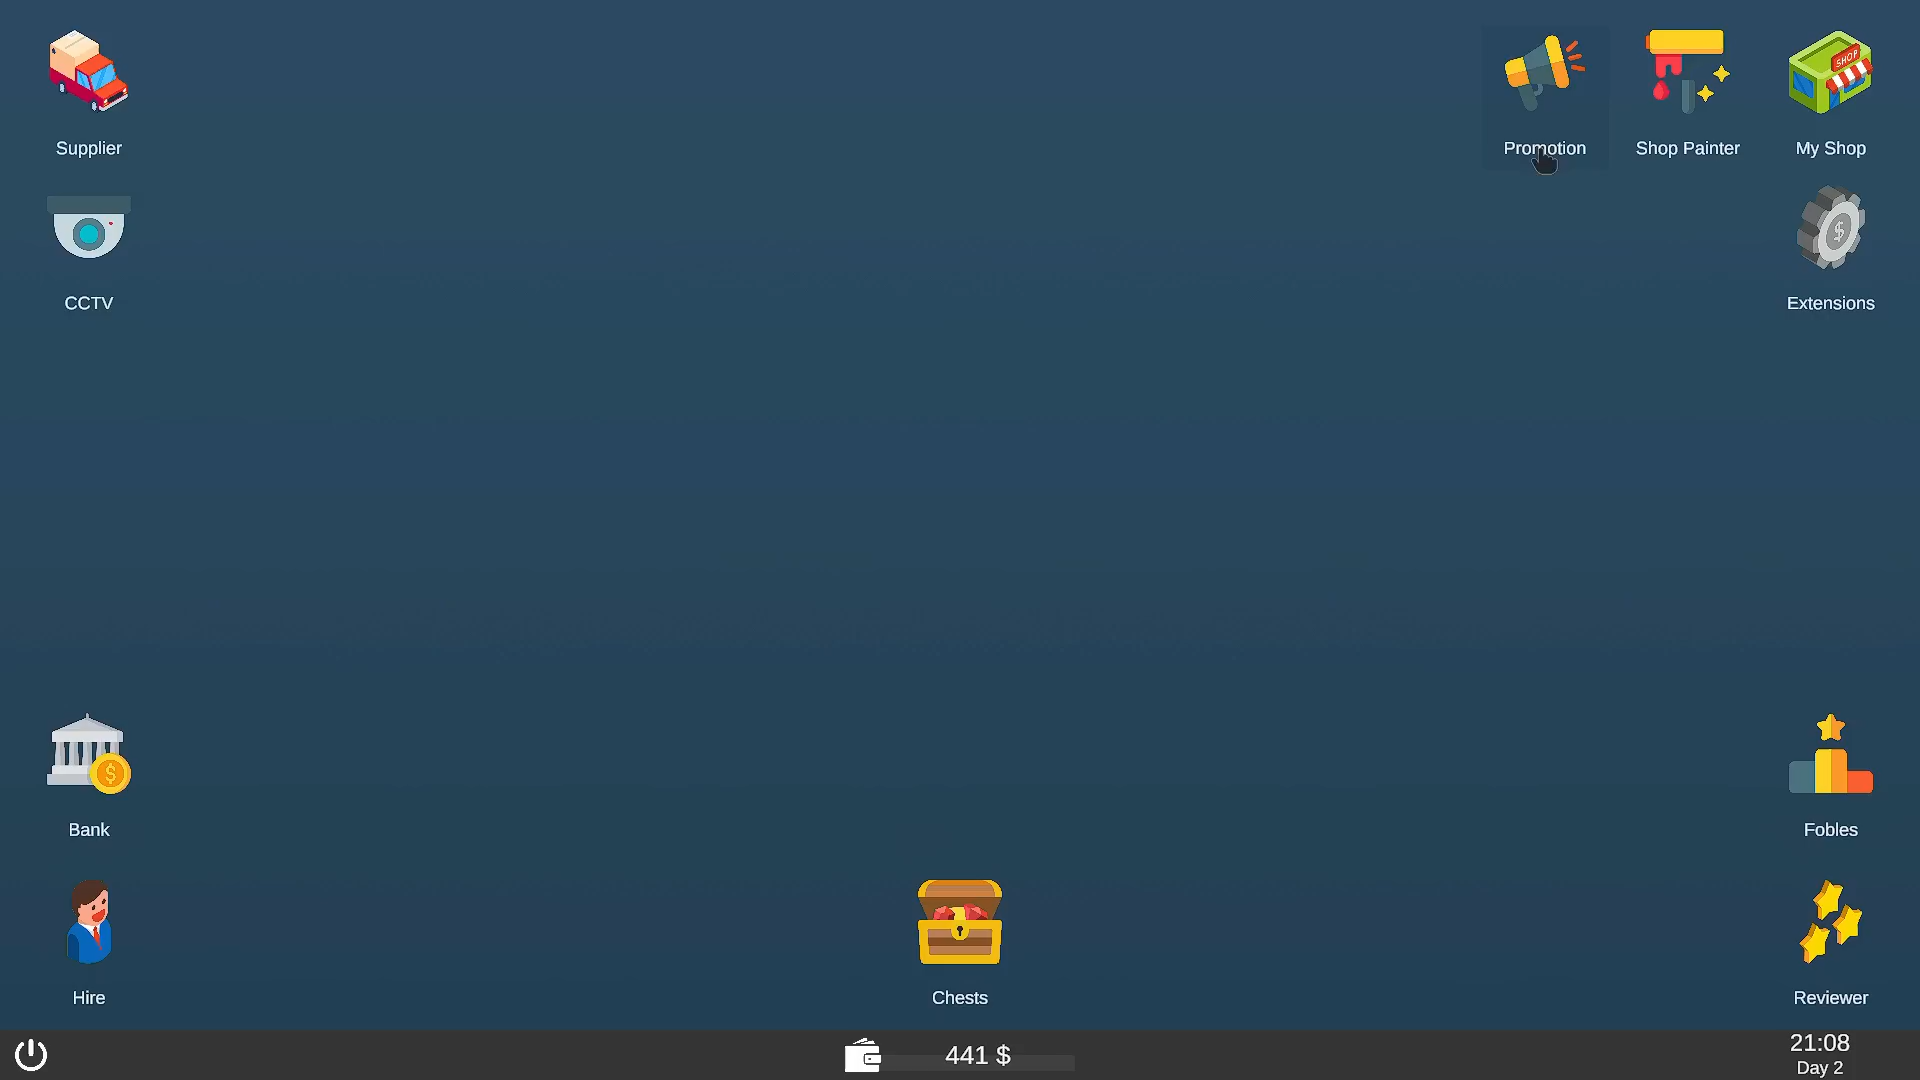 Supplier
Promotion
Shop Painter
SHOP
My Shop
CCTV
$
Extensions
$
Bank
Fobles
Hire
Chests
Reviewer
441 $
21:08
Day 2